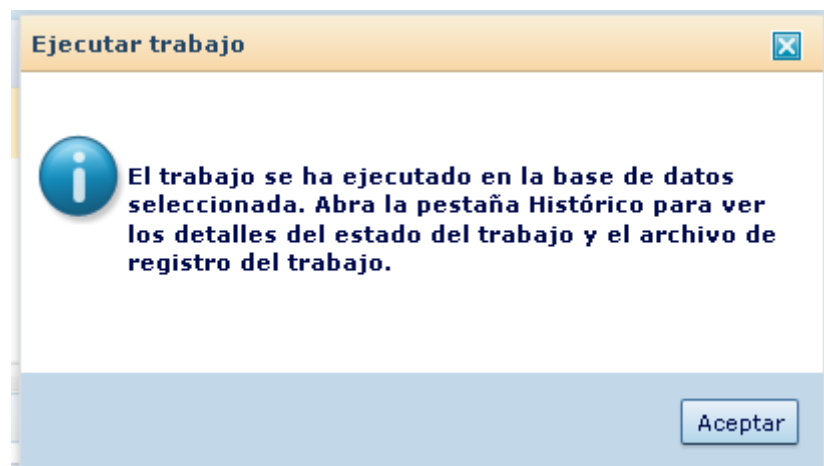 Ejecutar trabajo
El trabajo se ha ejecutado en la base de datos
seleccionada. Abra la pestaña Histórico para ver
los detalles del estado del trabajo y el archivo de
registro del trabajo.
Aceptar